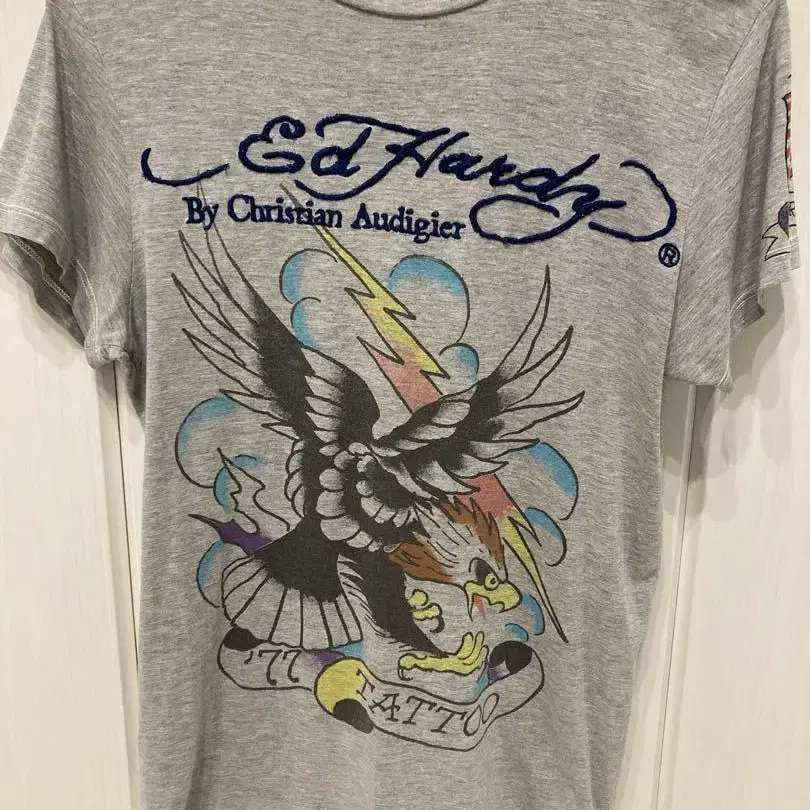 Ed Hardy
By Christian Audigier
®
'77 TATTOO